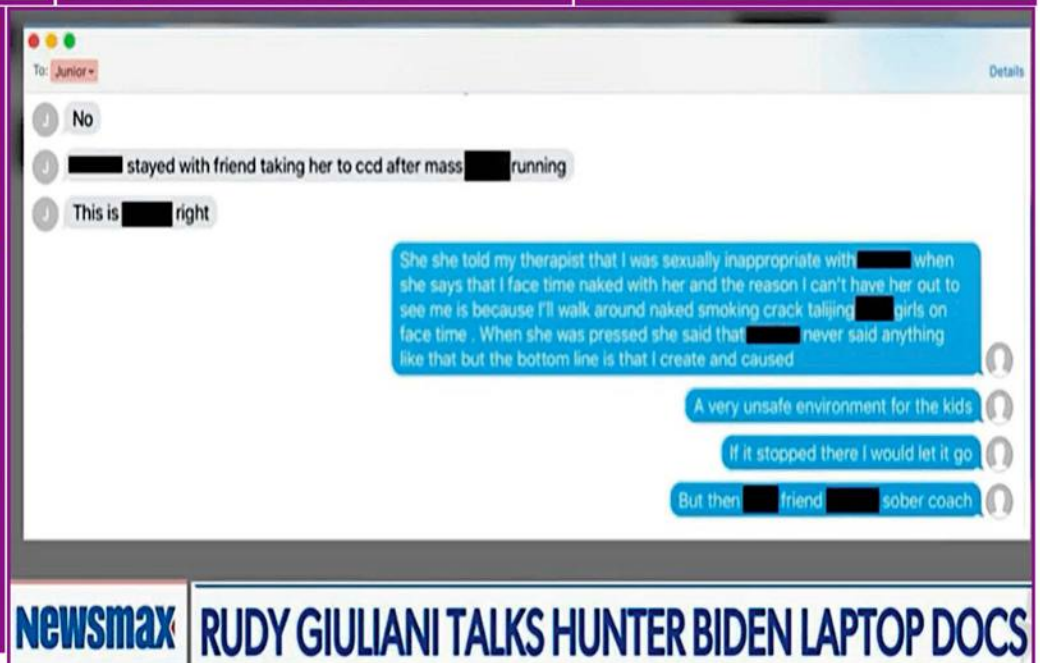 To: Junior
Details
J No
J stayed with friend taking her to ccd after mass running
J This is right
She she told my therapist that I was sexually inappropriate with when
she says that I face time naked with her and the reason I can't have her out to
see me is because I'll walk around naked smoking crack talijing girls on
face time . When she was pressed she said that never said anything
like that but the bottom line is that I create and caused
A very unsafe environment for the kids
If it stopped there I would let it go
But then friend sober coach
Newsmax
RUDY GIULIANI TALKS HUNTER BIDEN LAPTOP DOCS